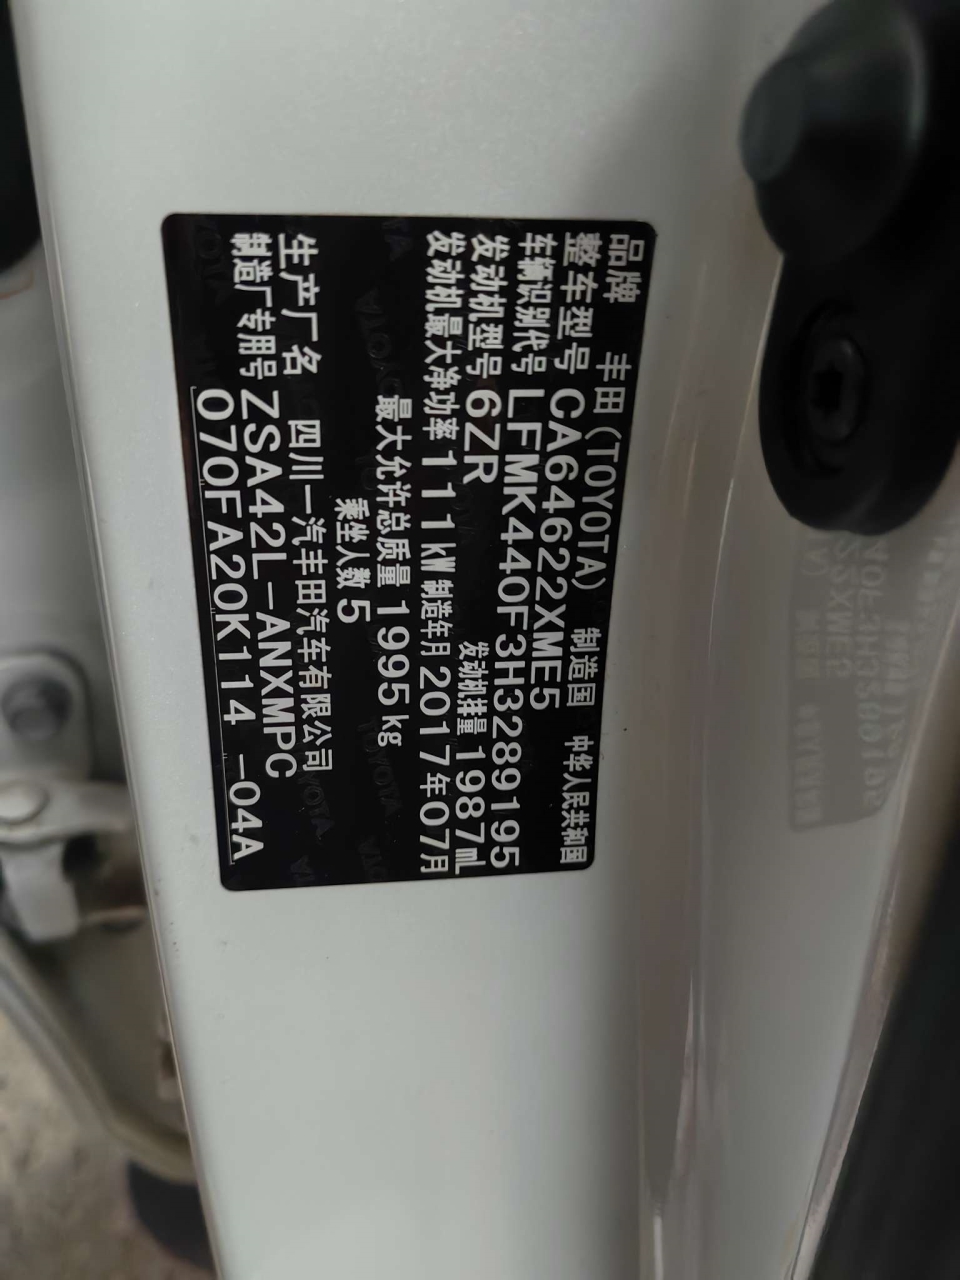 品牌 丰田(TOYOTA) 制造国 中华人民共和国
整车型号 CA64622XME5
车辆识别代号 LFMK440F3H3289195
发动机型号 6ZR 发动机排量 1987mL
发动机最大净功率 111kW 制造年月 2017年07月
最大允许总质量 1995kg
乘坐人数 5
生产厂名 四川一汽丰田汽车有限公司
制造厂专用号 ZSA42L-ANXMPC
070FA20K114 -04A